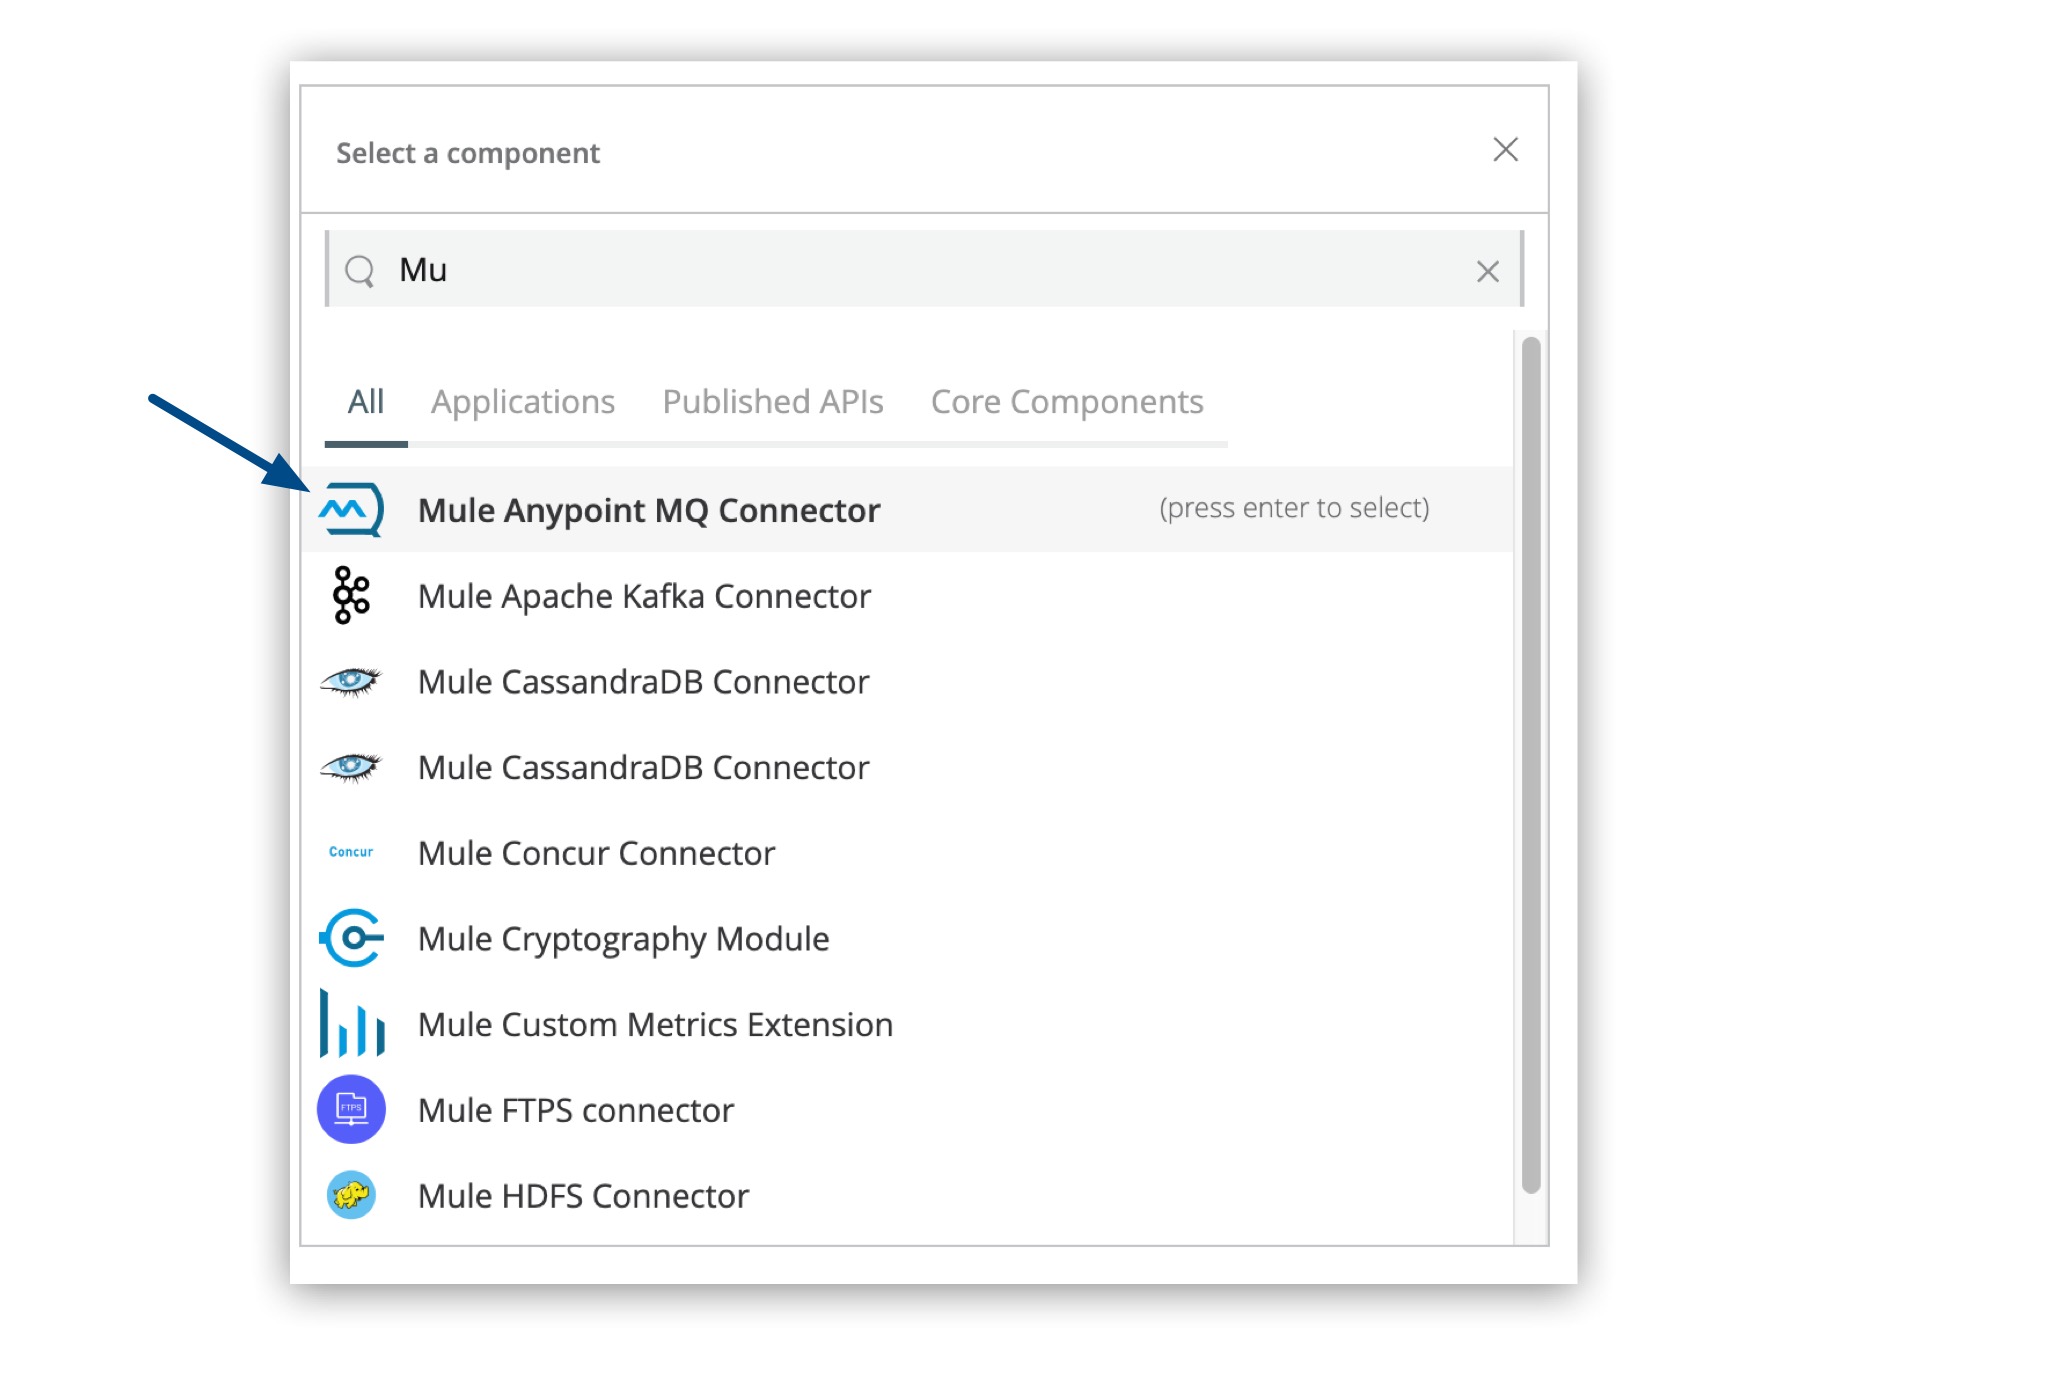 Select a component
Mu
All Applications Published APIs Core Components
Mule Anypoint MQ Connector (press enter to select)
Mule Apache Kafka Connector
Mule CassandraDB Connector
Mule CassandraDB Connector
Concur Mule Concur Connector
Mule Cryptography Module
Mule Custom Metrics Extension
FTPS Mule FTPS connector
Mule HDFS Connector